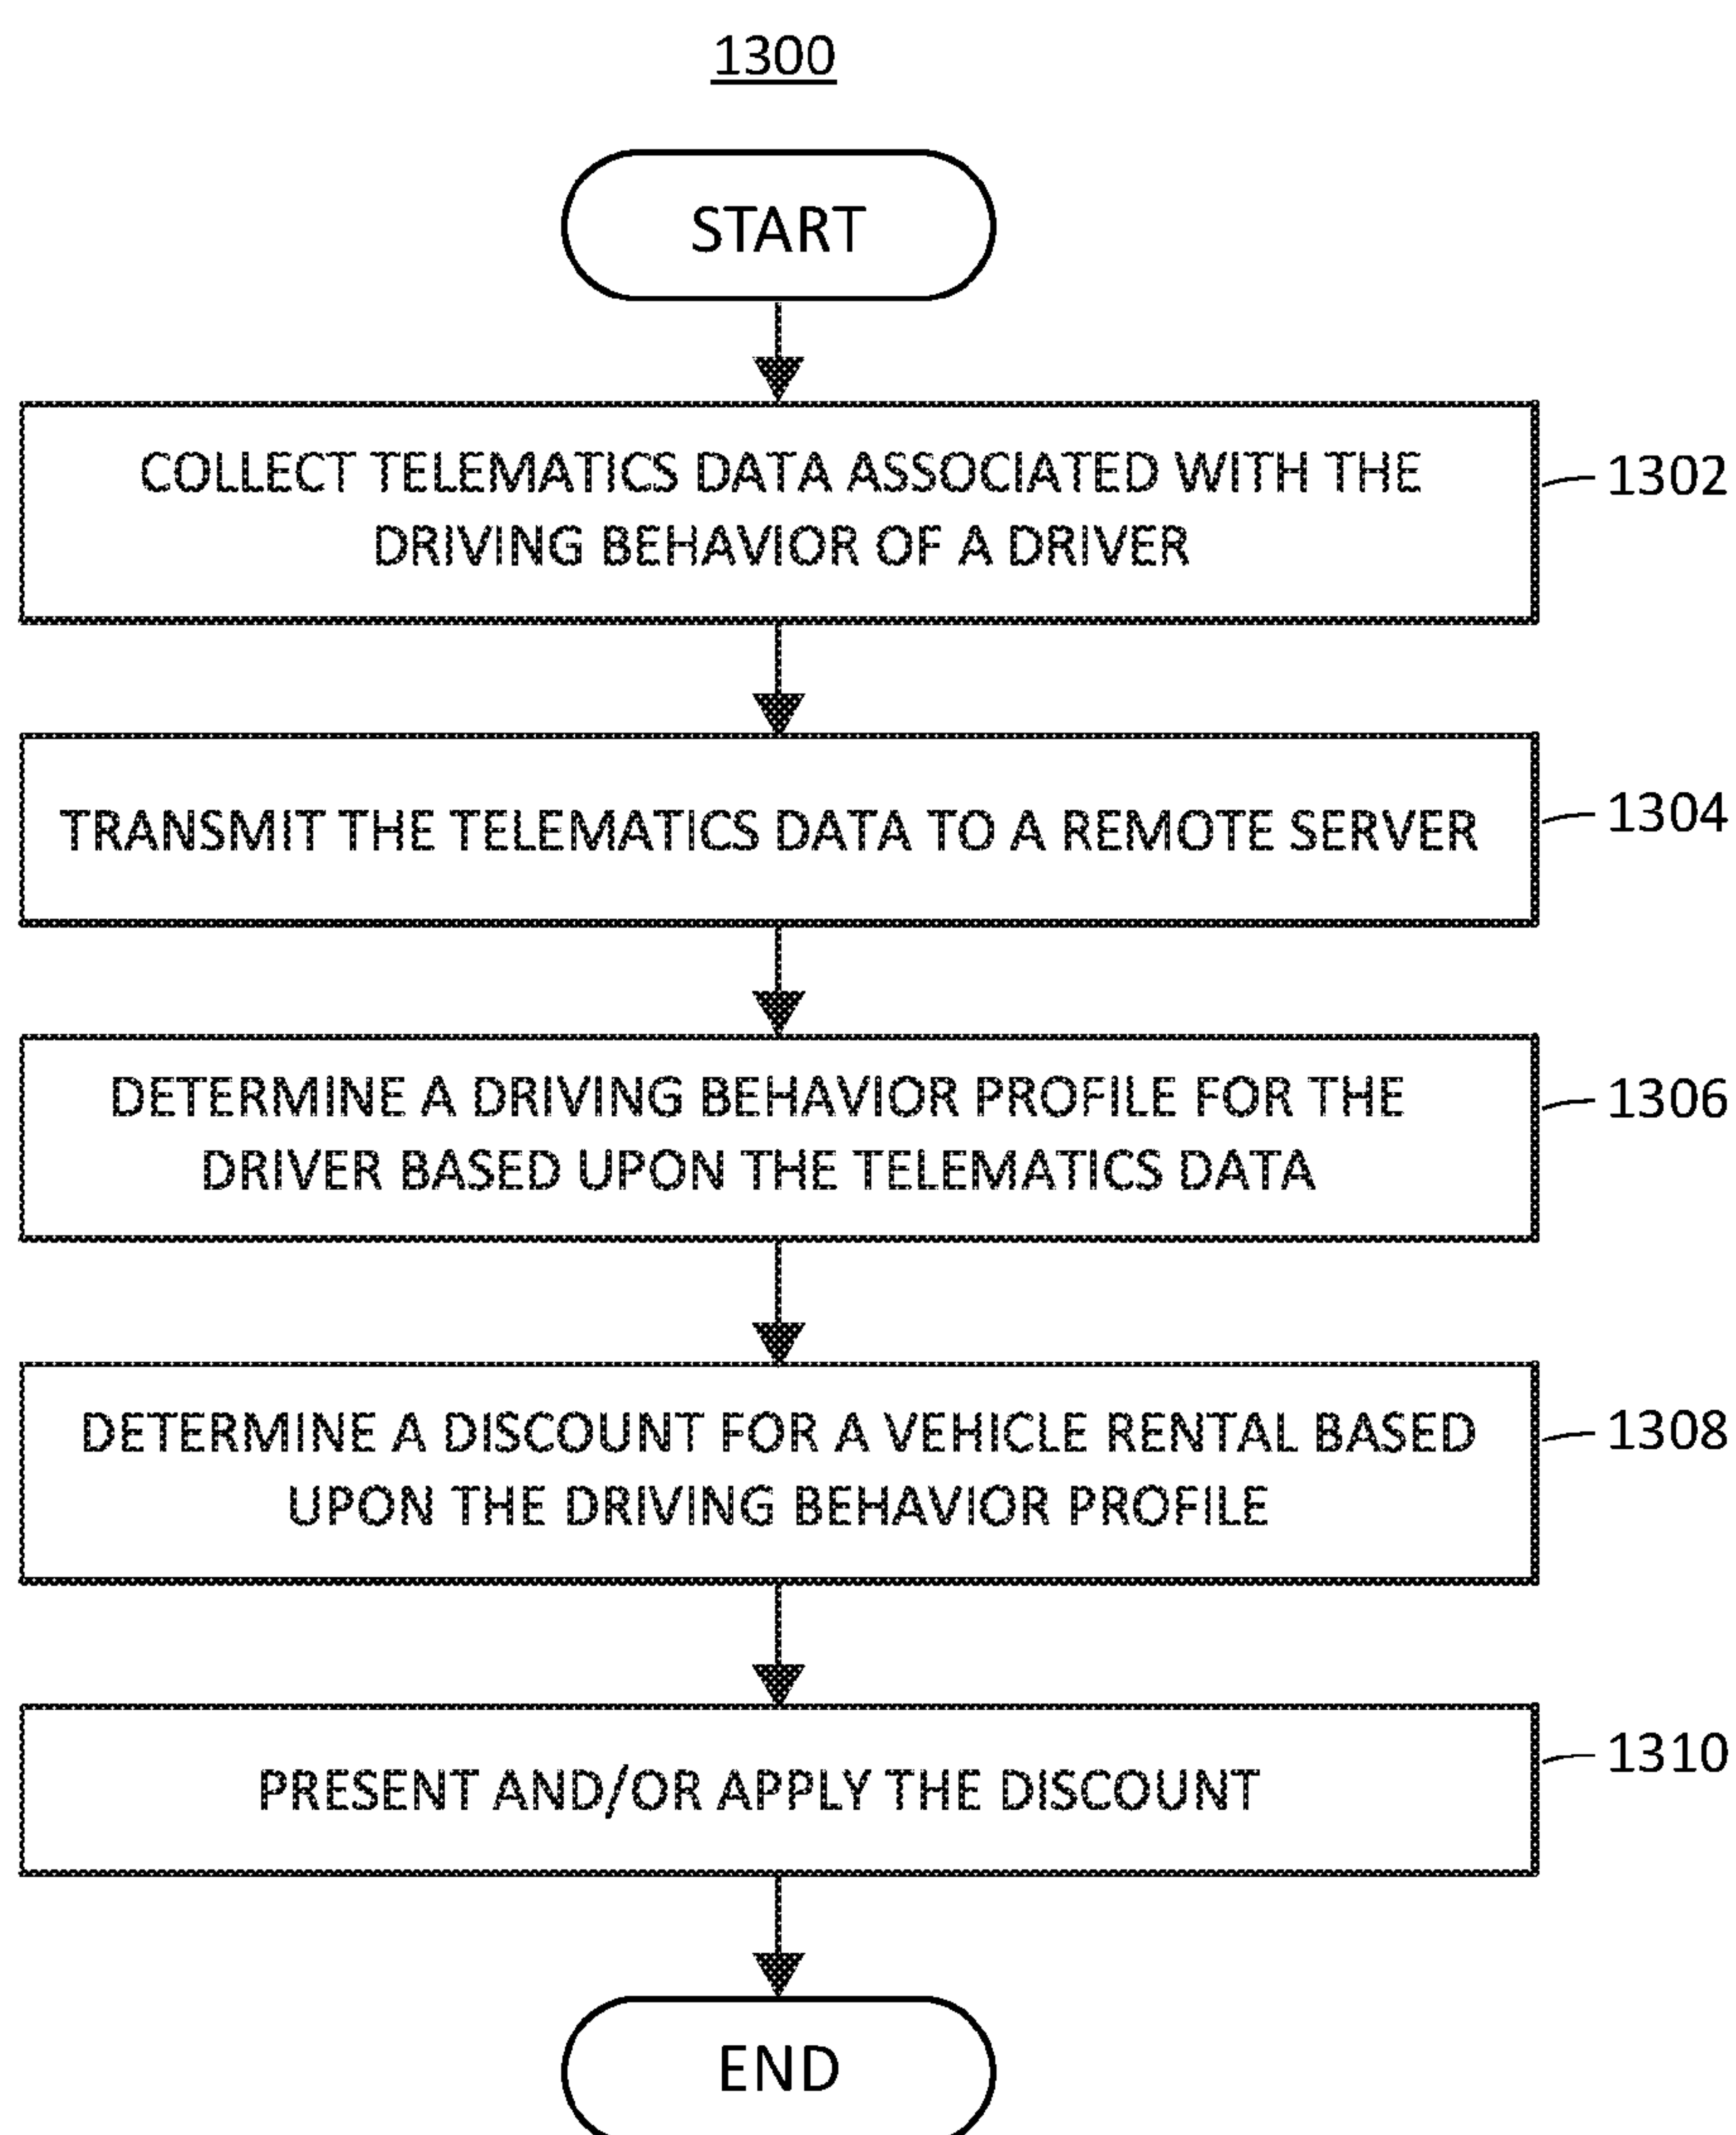 1300
START
COLLECT TELEMATICS DATA ASSOCIATED WITH THE
DRIVING BEHAVIOR OF A DRIVER
1302
TRANSMIT THE TELEMATICS DATA TO A REMOTE SERVER
1304
DETERMINE A DRIVING BEHAVIOR PROFILE FOR THE
DRIVER BASED UPON THE TELEMATICS DATA
1306
DETERMINE A DISCOUNT FOR A VEHICLE RENTAL BASED
UPON THE DRIVING BEHAVIOR PROFILE
1308
PRESENT AND/OR APPLY THE DISCOUNT
1310
END